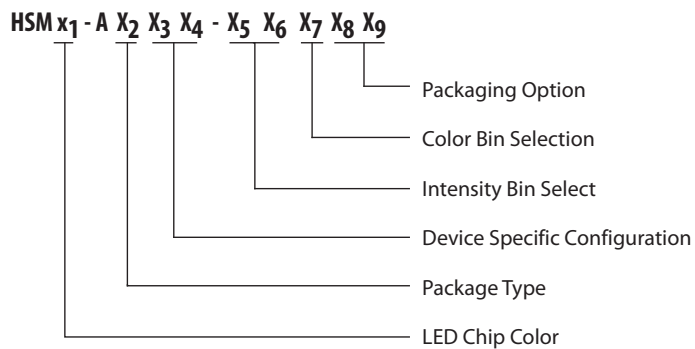 HSM x1 - A X2 X3 X4 - X5 X6 X7 X8 X9
Packaging Option
Color Bin Selection
Intensity Bin Select
Device Specific Configuration
Package Type
LED Chip Color